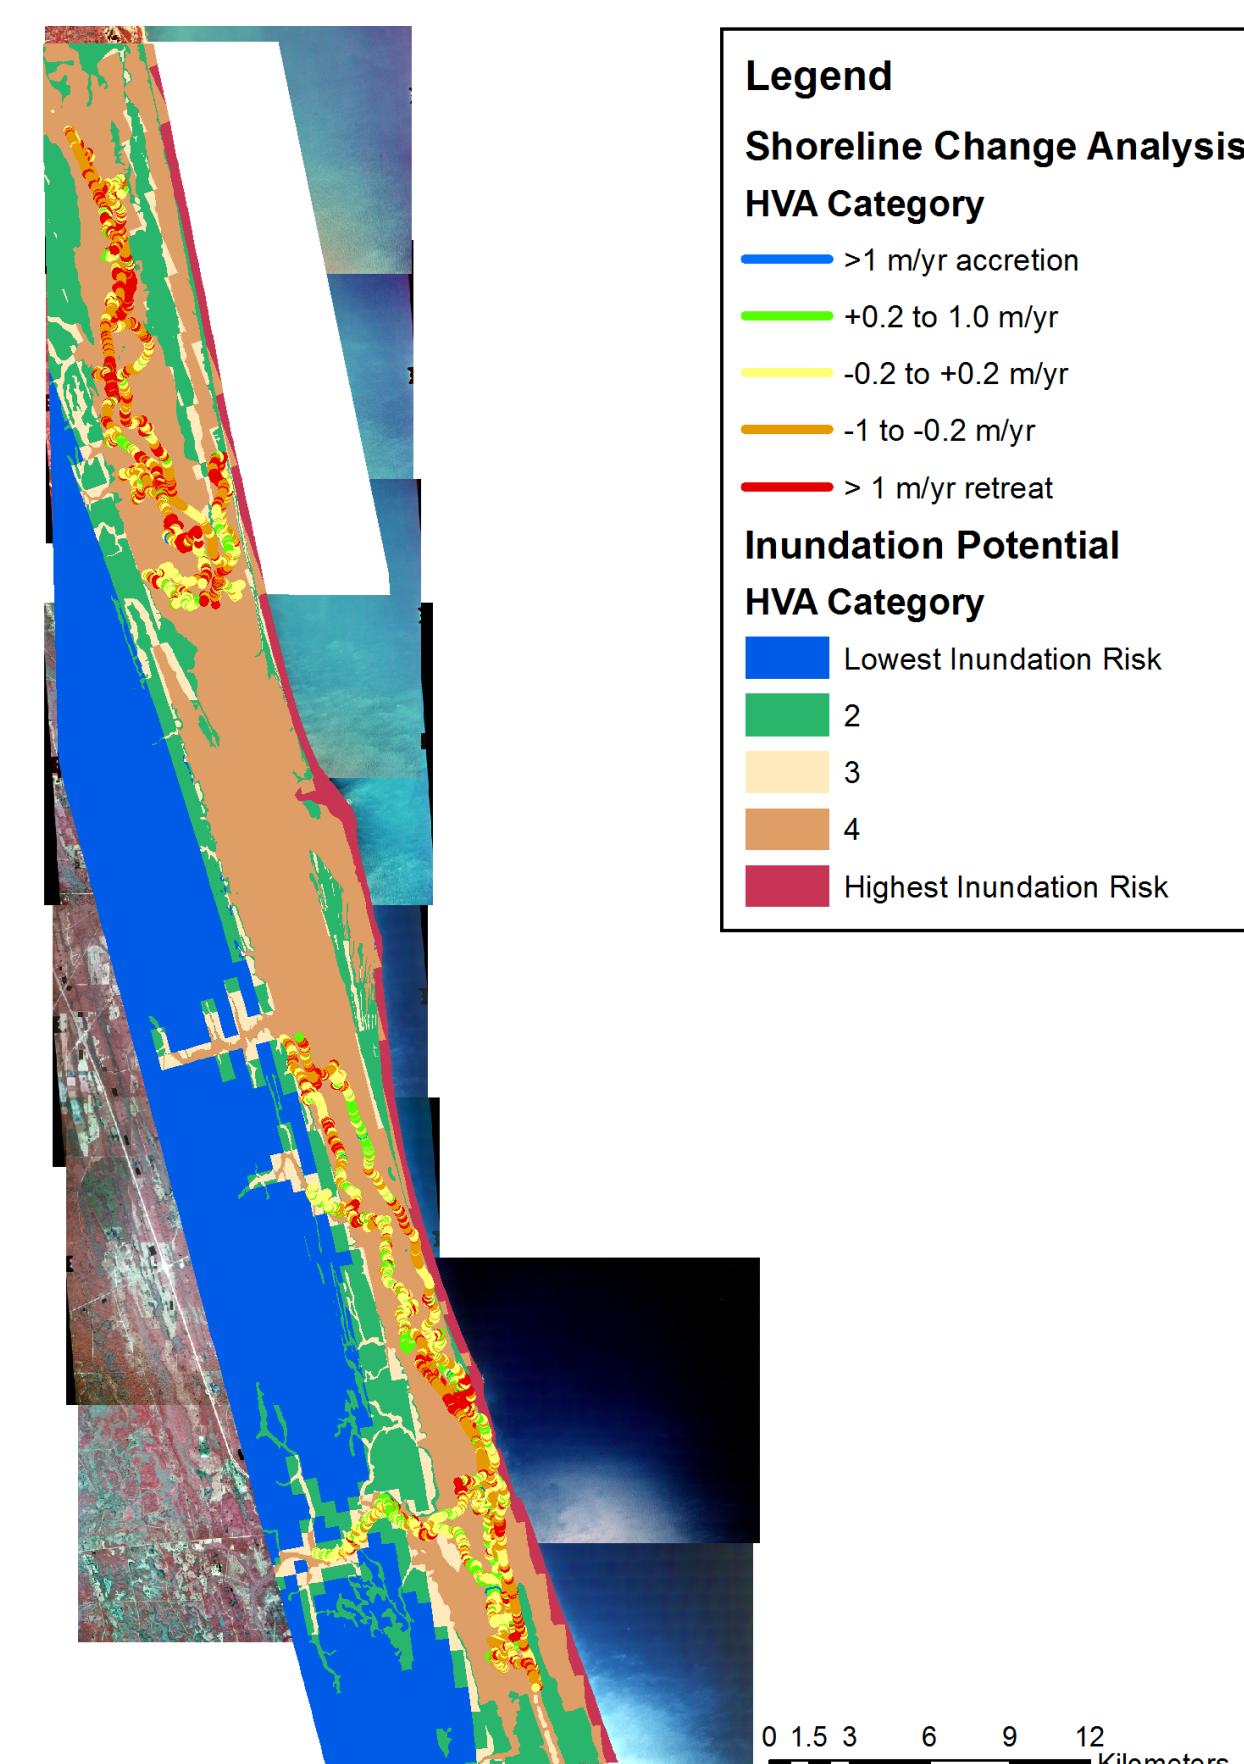 Legend
Shoreline Change Analysis
HVA Category
>1 m/yr accretion
+0.2 to 1.0 m/yr
-0.2 to +0.2 m/yr
-1 to -0.2 m/yr
> 1 m/yr retreat
Inundation Potential
HVA Category
Lowest Inundation Risk
2
3
4
Highest Inundation Risk
0 1.5 3 6 9 12
Kilometers